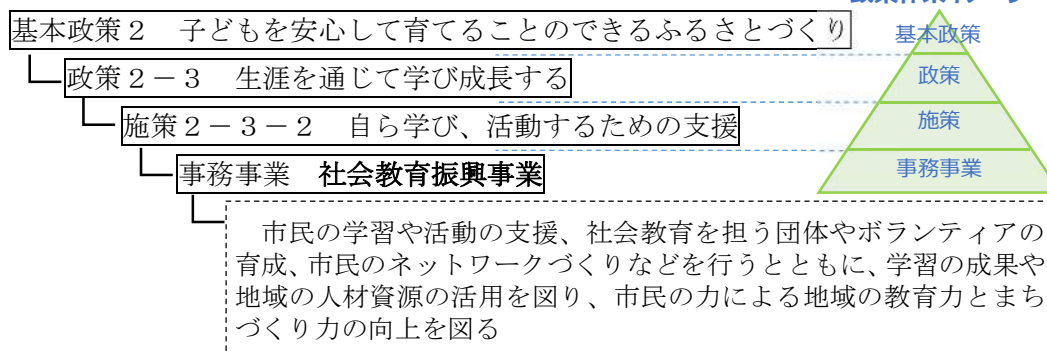 基本政策２　子どもを安心して育てることのできるふるさとづくり
政策２－３　生涯を通じて学び成長する
施策２－３－２　自ら学び、活動するための支援
事務事業　社会教育振興事業
市民の学習や活動の支援、社会教育を担う団体やボランティアの
育成、市民のネットワークづくりなどを行うとともに、学習の成果や
地域の人材資源の活用を図り、市民の力による地域の教育力とまち
づくり力の向上を図る
基本政策
政策
施策
事務事業